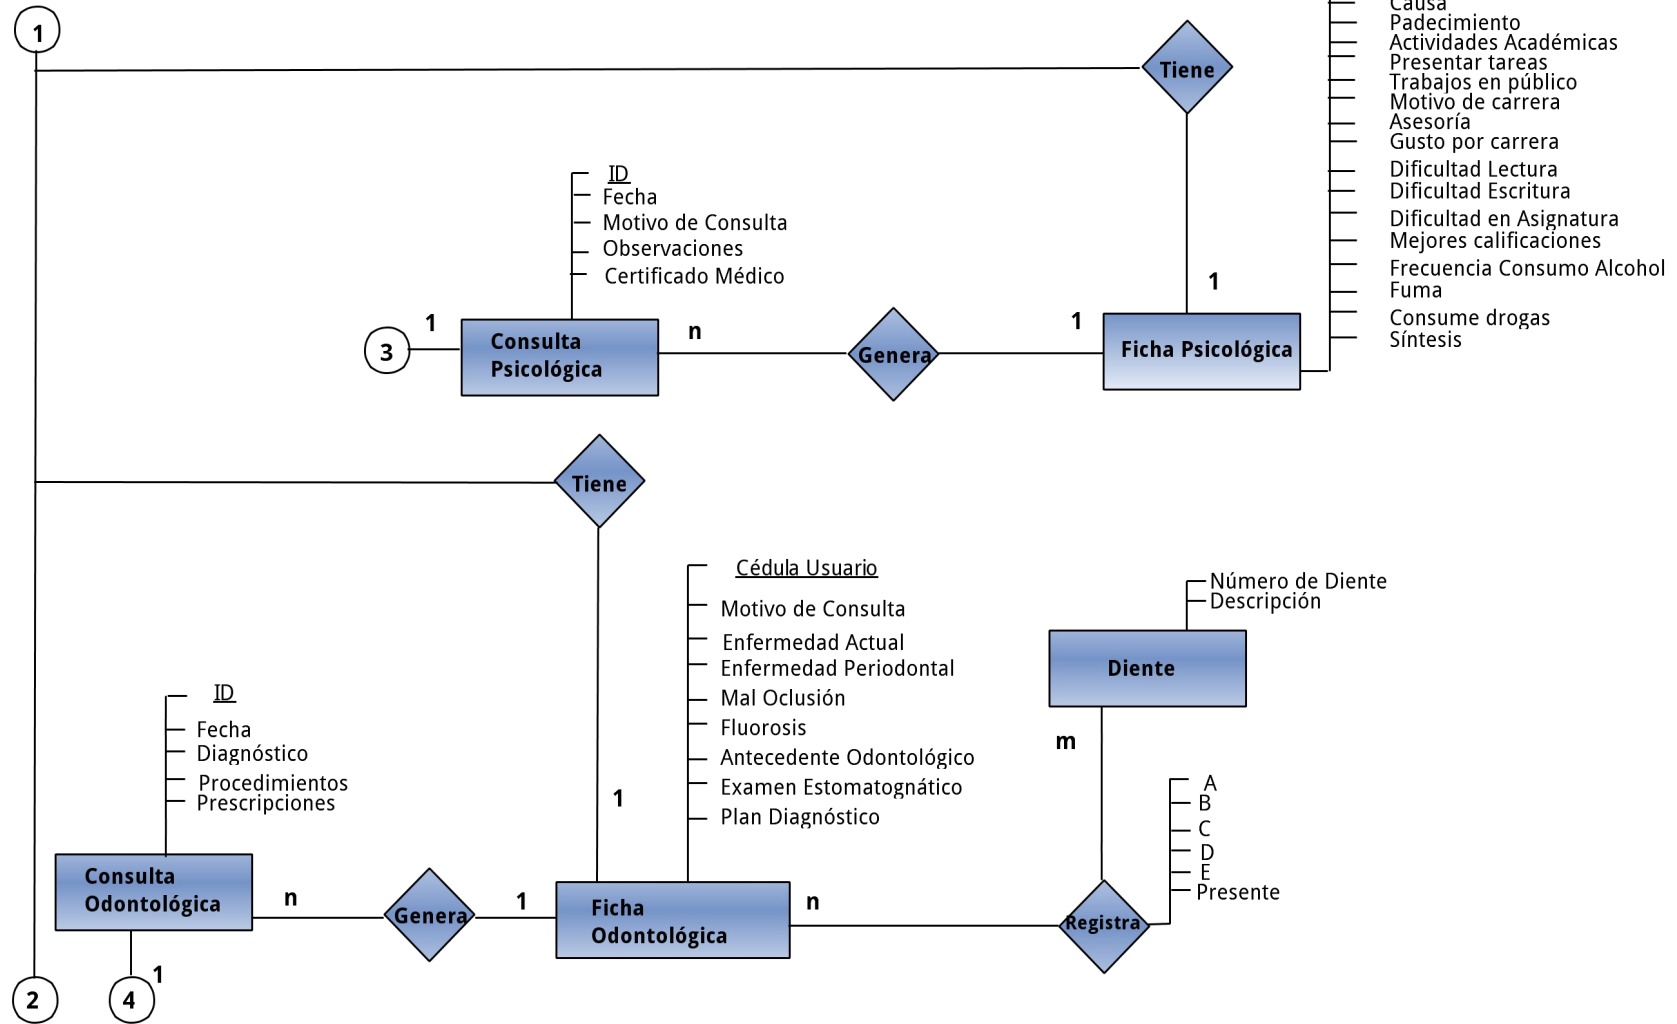 1
Causa
Padecimiento
Actividades Académicas
Presentar tareas
Trabajos en público
Motivo de carrera
Asesoría
Gusto por carrera
Dificultad Lectura
Dificultad Escritura
Dificultad en Asignatura
Mejores calificaciones
Frecuencia Consumo Alcohol
Fuma
Consume drogas
Síntesis
Tiene
1
ID
Fecha
Motivo de Consulta
Observaciones
Certificado Médico
3
1
Consulta
Psicológica
n
Genera
1
Ficha Psicológica
Tiene
1
Cédula Usuario
Motivo de Consulta
Enfermedad Actual
Enfermedad Periodontal
Mal Oclusión
Fluorosis
Antecedente Odontológico
Examen Estomatognático
Plan Diagnóstico
Número de Diente
Descripción
Diente
m
A
B
C
D
E
Presente
ID
Fecha
Diagnóstico
Procedimientos
Prescripciones
Consulta
Odontológica
n
Genera
1
Ficha
Odontológica
n
Registra
2
4
1